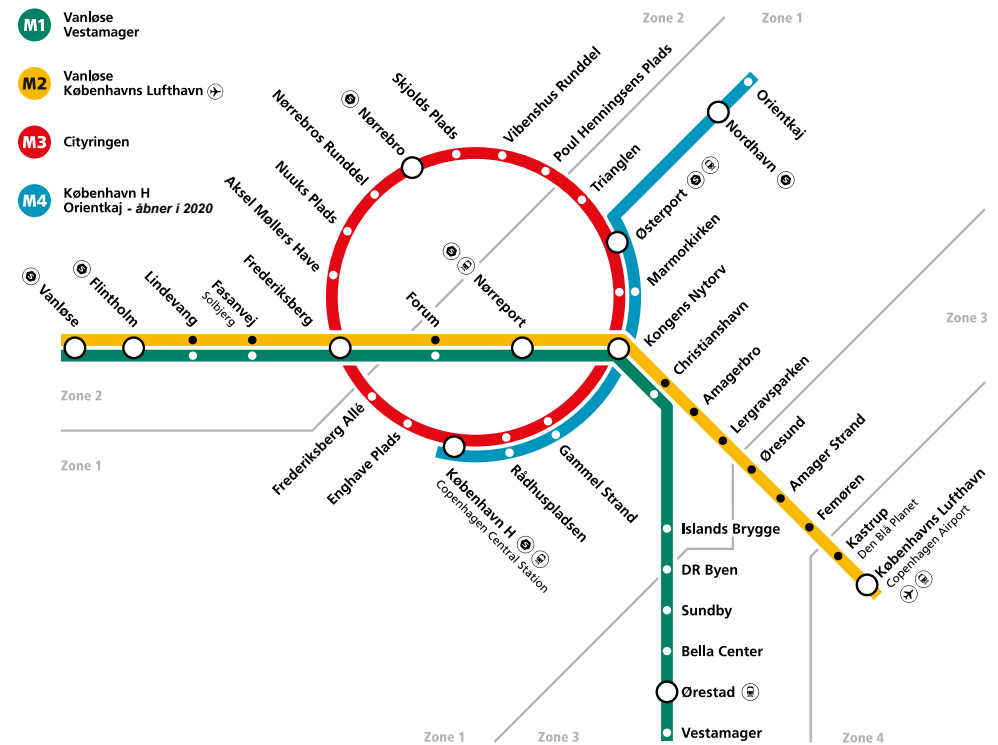 M1
Vanløse
Vestamager
M2
Vanløse
Københavns Lufthavn
M3
Cityringen
M4
København H
Orientkaj - åbner i 2020
Zone 2
Zone 1
Skjolds Plads
Vibenshus Runddel
Poul Henningsens Plads
Nørrebro
Nørrebros Runddel
Trianglen
Orientkaj
Nordhavn
Nuuks Plads
Østerport
Aksel Møllers Have
Marmorkirken
Vanløse
Flintholm
Lindevang
Fasanvej
Solbjerg
Frederiksberg
Forum
Nørreport
Kongens Nytorv
Christianshavn
Zone 3
Amagerbro
Lergravsparken
Øresund
Amager Strand
Femøren
Kastrup
Den Blå Planet
Københavns Lufthavn
Copenhagen Airport
Zone 2
Zone 1
Frederiksberg Allé
Enghave Plads
København H
Copenhagen Central Station
Rådhuspladsen
Gammel Strand
Islands Brygge
DR Byen
Sundby
Bella Center
Ørestad
Vestamager
Zone 1
Zone 3
Zone 4